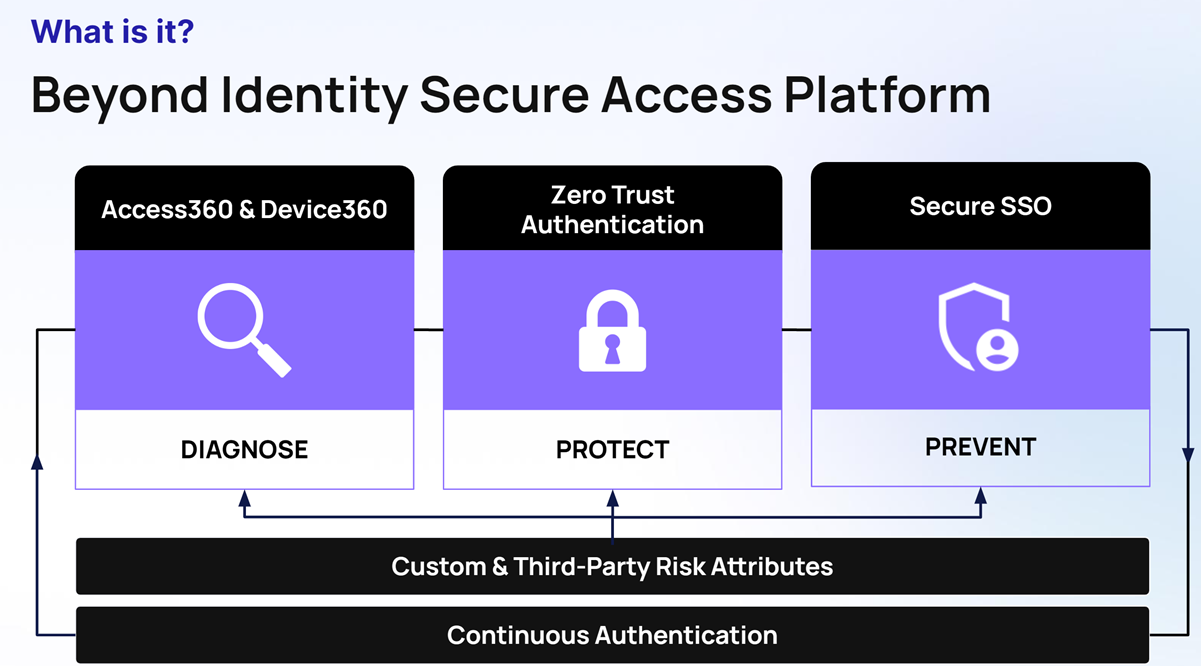 What is it?
Beyond Identity Secure Access Platform
Access360 & Device360
Zero Trust
Authentication
Secure SSO
DIAGNOSE
PROTECT
PREVENT
Custom & Third-Party Risk Attributes
Continuous Authentication